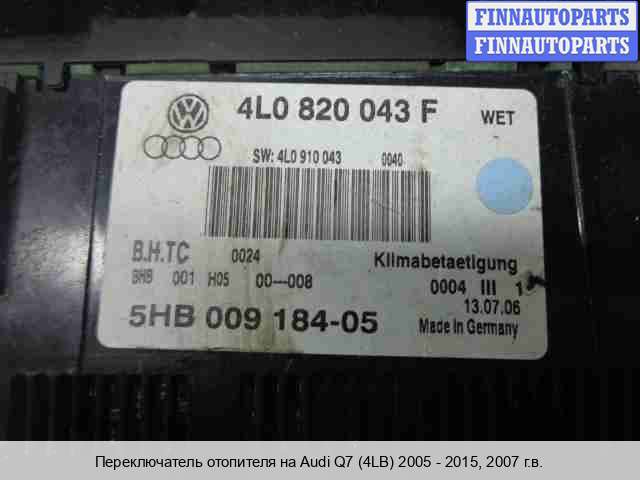 FINNAUTOPARTS
FINNAUTOPARTS
4L0 820 043 F WET
SW: 4L0 910 043 0040
B.H.TC 0024 Klimabetaetigung
BHB 001 H05 00—008 0004 III 1
13.07.06
5HB 009 184-05 Made in Germany
Переключатель отопителя на Audi Q7 (4LB) 2005 - 2015, 2007 г.в.